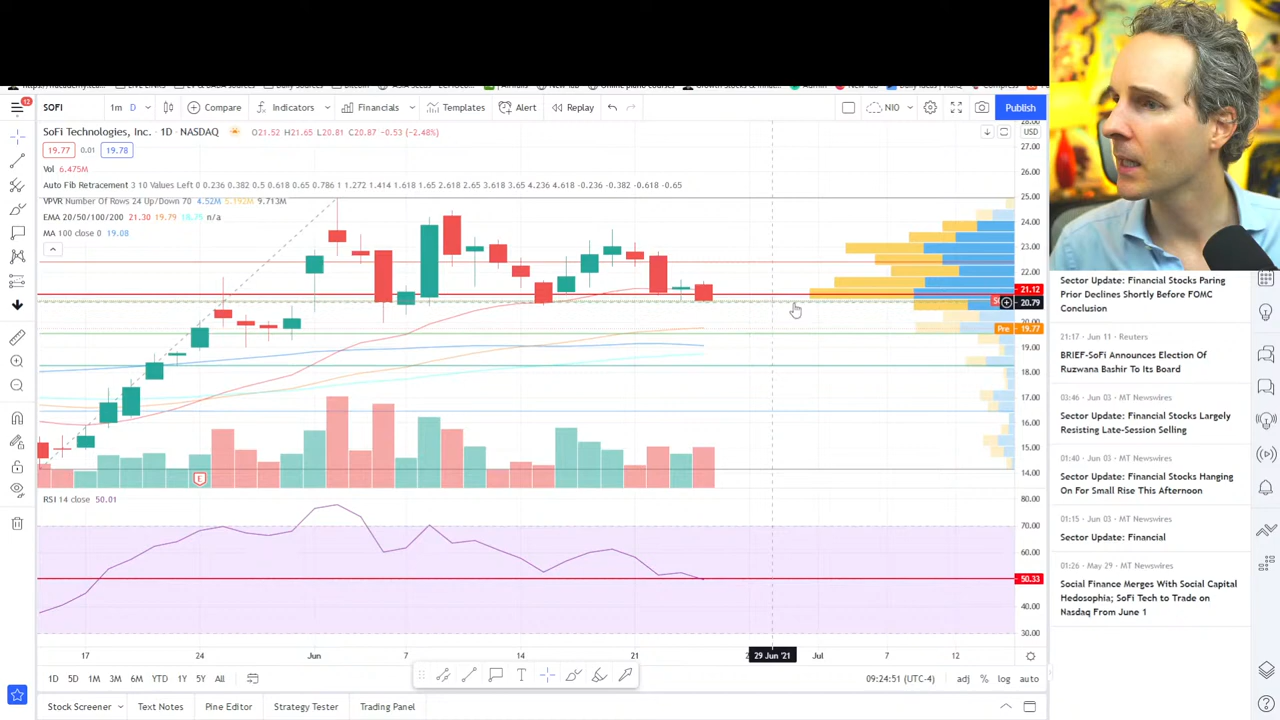 SOFI
1m D
Compare
Indicators
Financials
Templates
Alert
Replay
NIO
Publish
12
SoFi Technologies, Inc. · 1D · NASDAQ
O21.52 H21.65 L20.81 C20.87 -0.53 (-2.48%)
19.77 0.01 19.78
Vol 6.475M
Auto Fib Retracement 3 10 Values Left 0 0.236 0.382 0.5 0.618 0.65 0.786 1 1.272 1.414 1.618 1.65 2.618 2.65 3.618 3.65 4.236 4.618 -0.236 -0.382 -0.618 -0.65
VPVR Number Of Rows 24 Up/Down 70 4.52M 5.192M 9.713M
EMA 20/50/100/200 21.30 19.79 18.75 n/a
MA 100 close 0 19.08
USD
28.00
27.00
26.00
25.00
24.00
23.00
22.00
21.12
20.79
20.00
Pre 19.77
19.00
18.00
17.00
16.00
15.00
14.00
E
RSI 14 close 50.01
80.00
70.00
60.00
50.33
40.00
30.00
17
24
Jun
7
14
21
29 Jun '21
Jul
7
12
1D 5D 1M 3M 6M YTD 1Y 5Y All
09:24:51 (UTC-4)
adj % log auto
Stock Screener
Text Notes
Pine Editor
Strategy Tester
Trading Panel
Sector Update: Financial Stocks Paring
Prior Declines Shortly Before FOMC
Conclusion
21:17 · Jun 11 · Reuters
BRIEF-SoFi Announces Election Of
Ruzwana Bashir To Its Board
03:46 · Jun 03 · MT Newswires
Sector Update: Financial Stocks Largely
Resisting Late-Session Selling
01:40 · Jun 03 · MT Newswires
Sector Update: Financial Stocks Hanging
On For Small Rise This Afternoon
01:15 · Jun 03 · MT Newswires
Sector Update: Financial
01:26 · May 29 · MT Newswires
Social Finance Merges With Social Capital
Hedosophia; SoFi Tech to Trade on
Nasdaq From June 1